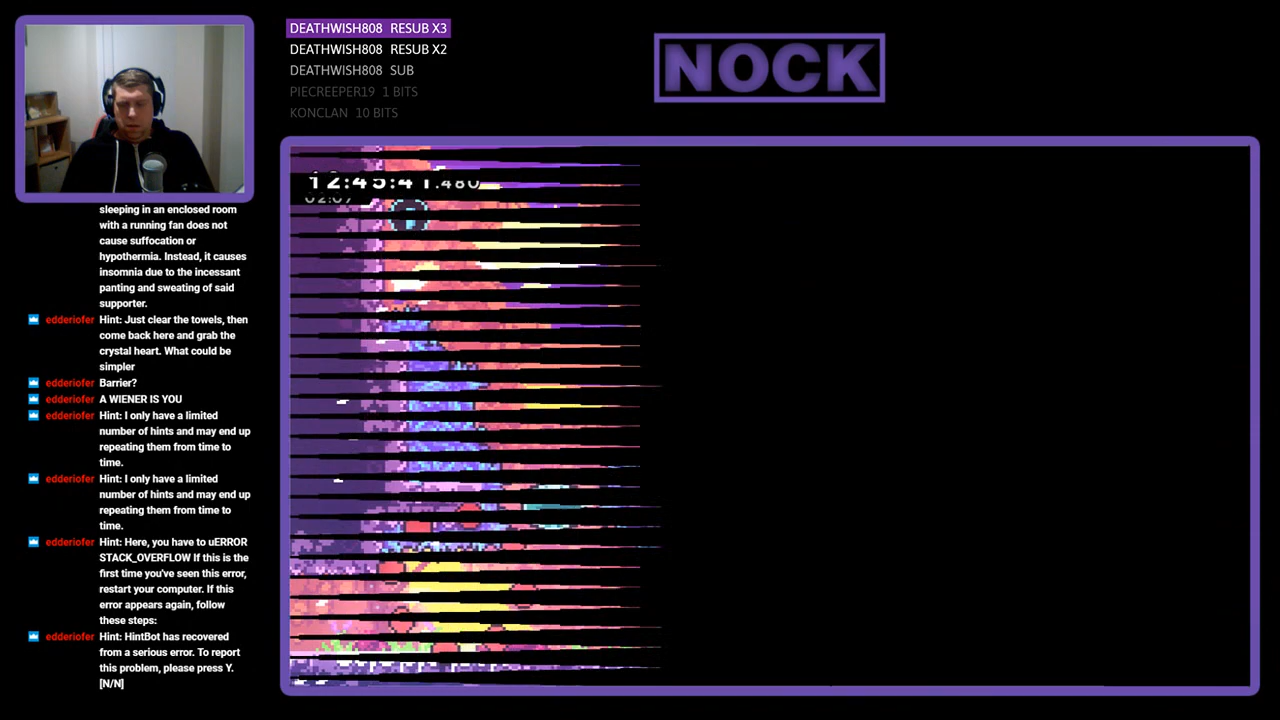 DEATHWISH808 RESUB X3
DEATHWISH808 RESUB X2
DEATHWISH808 SUB
PIECREEPER19 1 BITS
KONCLAN 10 BITS
NOCK
12:45:41.480
02:07
sleeping in an enclosed room
with a running fan does not
cause suffocation or
hypothermia. Instead, it causes
insomnia due to the incessant
panting and sweating of said
supporter.
edderiofer Hint: Just clear the towels, then
come back here and grab the
crystal heart. What could be
simpler
edderiofer Barrier?
edderiofer A WIENER IS YOU
edderiofer Hint: I only have a limited
number of hints and may end up
repeating them from time to
time.
edderiofer Hint: I only have a limited
number of hints and may end up
repeating them from time to
time.
edderiofer Hint: Here, you have to uERROR
STACK_OVERFLOW If this is the
first time you've seen this error,
restart your computer. If this
error appears again, follow
these steps:
edderiofer Hint: HintBot has recovered
from a serious error. To report
this problem, please press Y.
[N/N]